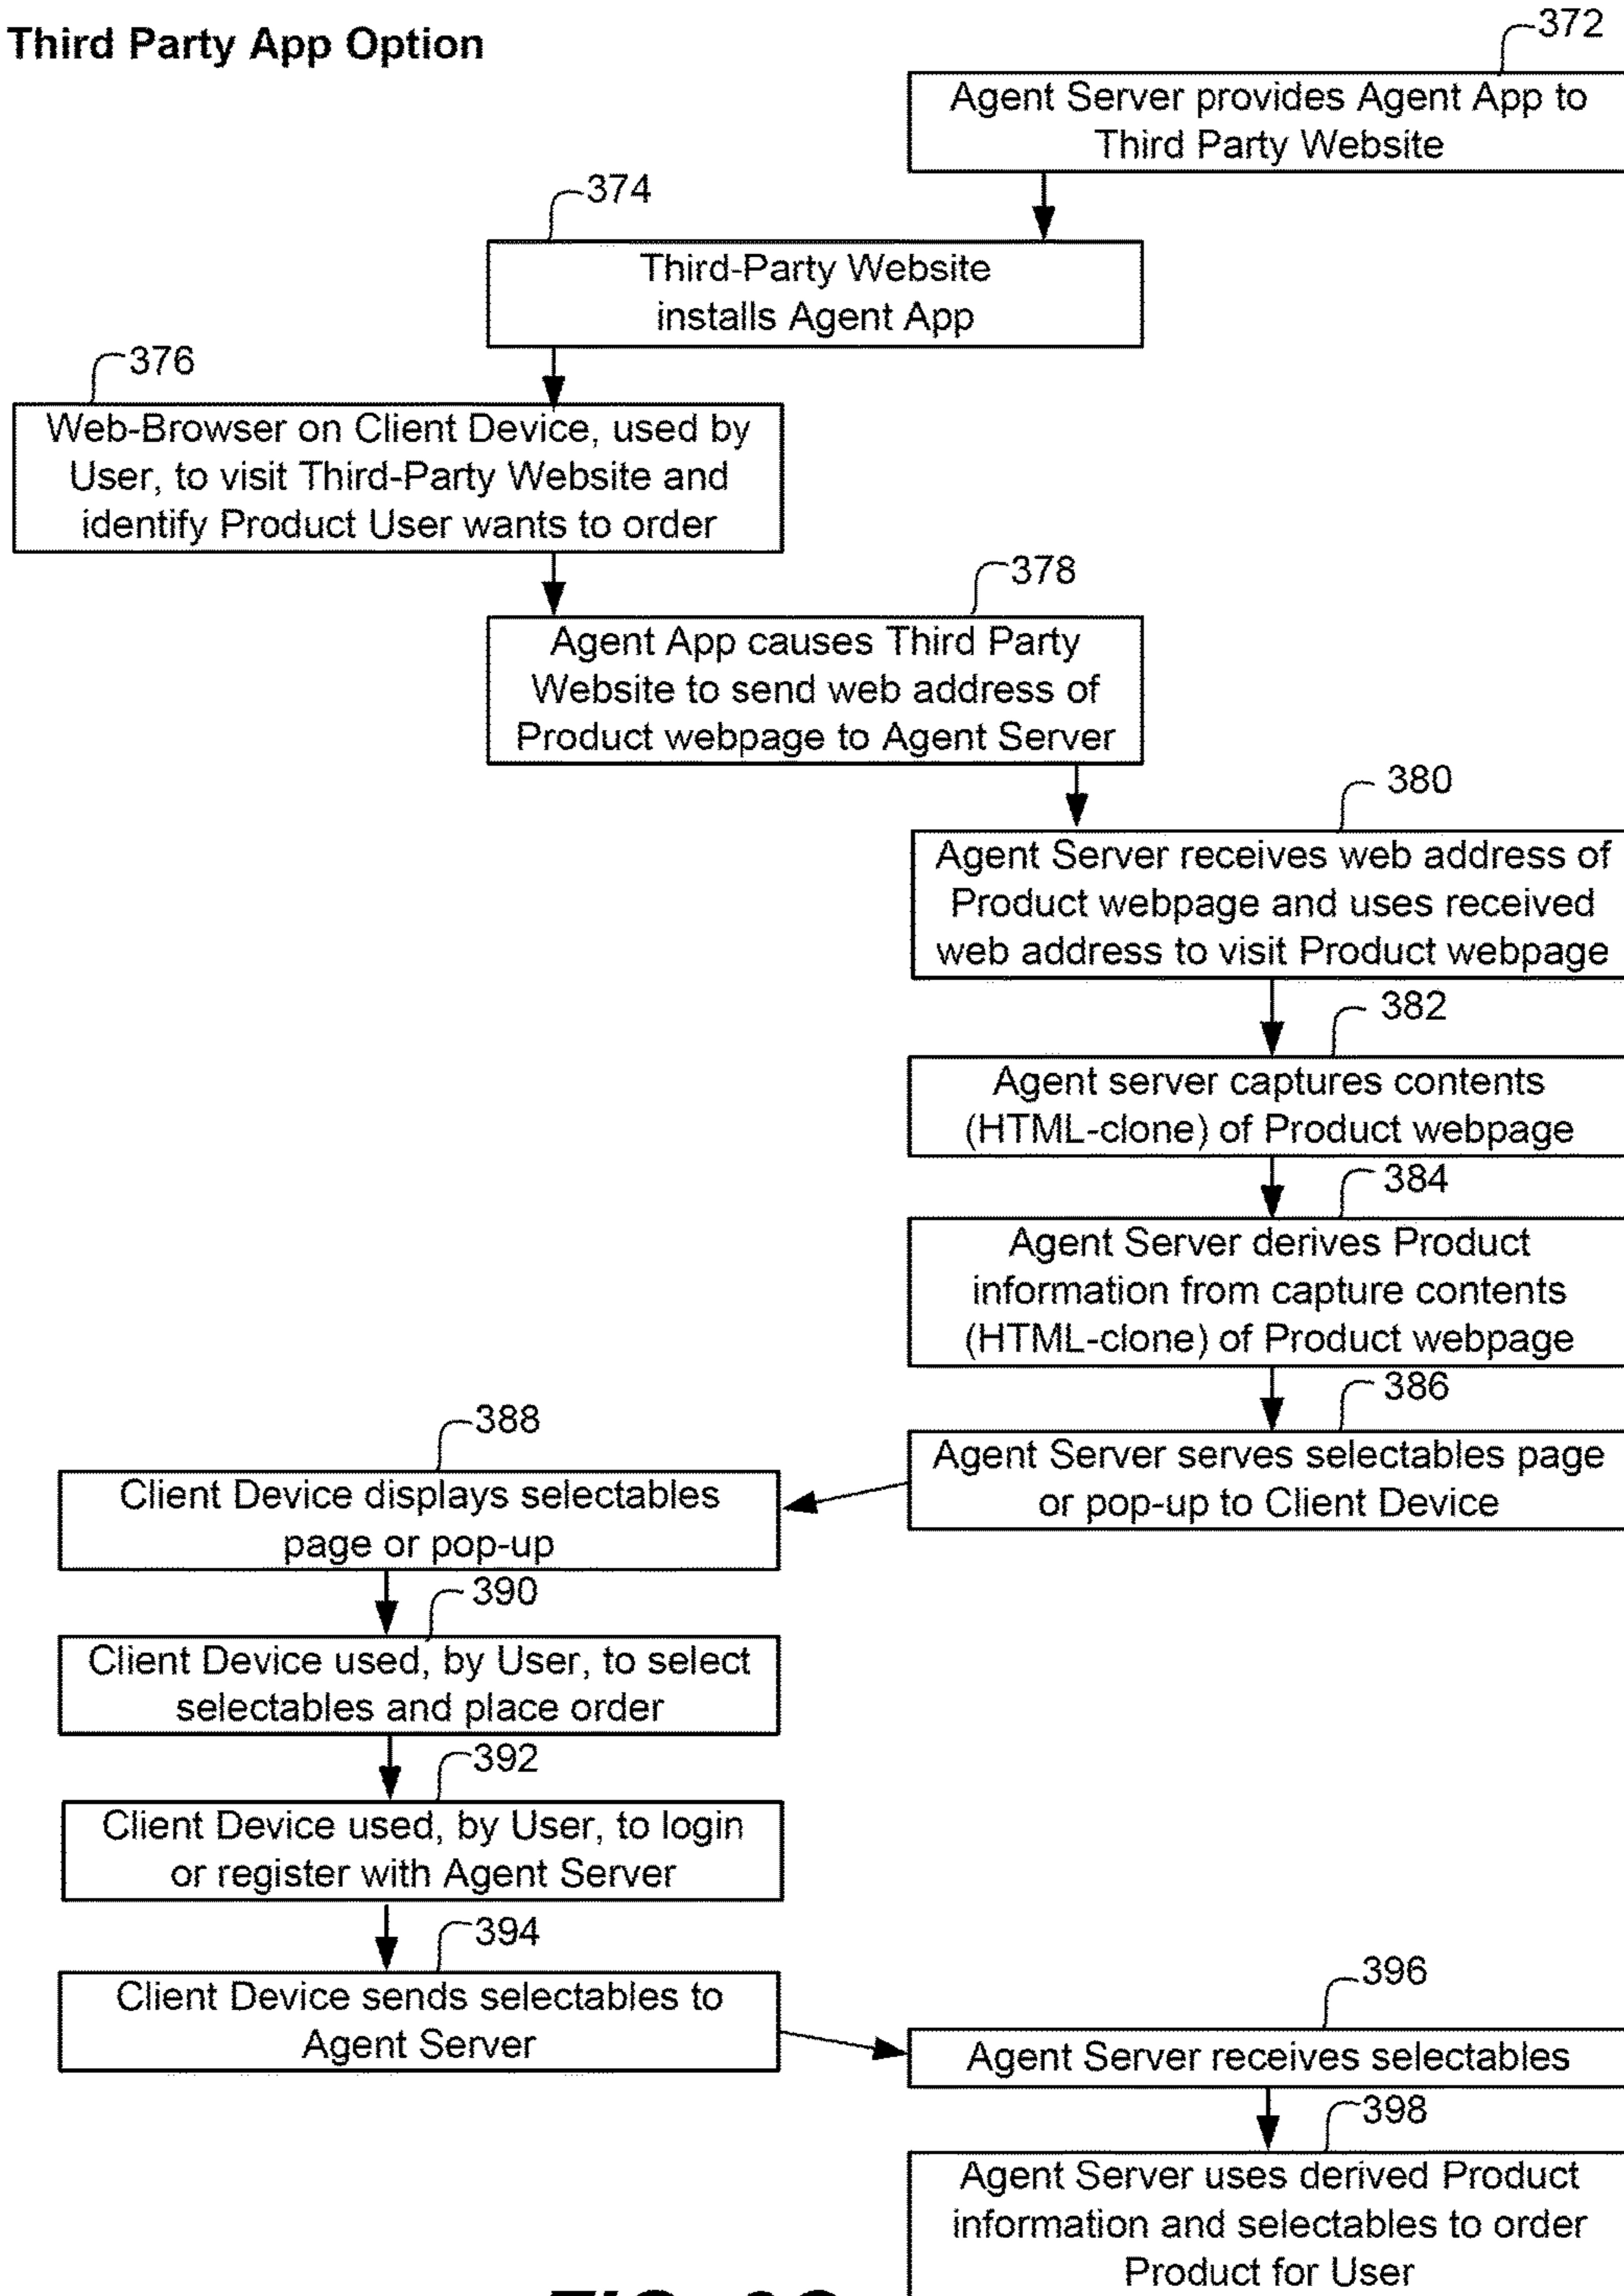 Third Party App Option
372
Agent Server provides Agent App to
Third Party Website
374
Third-Party Website
installs Agent App
376
Web-Browser on Client Device, used by
User, to visit Third-Party Website and
identify Product User wants to order
378
Agent App causes Third Party
Website to send web address of
Product webpage to Agent Server
380
Agent Server receives web address of
Product webpage and uses received
web address to visit Product webpage
382
Agent server captures contents
(HTML-clone) of Product webpage
384
Agent Server derives Product
information from capture contents
(HTML-clone) of Product webpage
386
Agent Server serves selectables page
or pop-up to Client Device
388
Client Device displays selectables
page or pop-up
390
Client Device used, by User, to select
selectables and place order
392
Client Device used, by User, to login
or register with Agent Server
394
Client Device sends selectables to
Agent Server
396
Agent Server receives selectables
398
Agent Server uses derived Product
information and selectables to order
Product for User